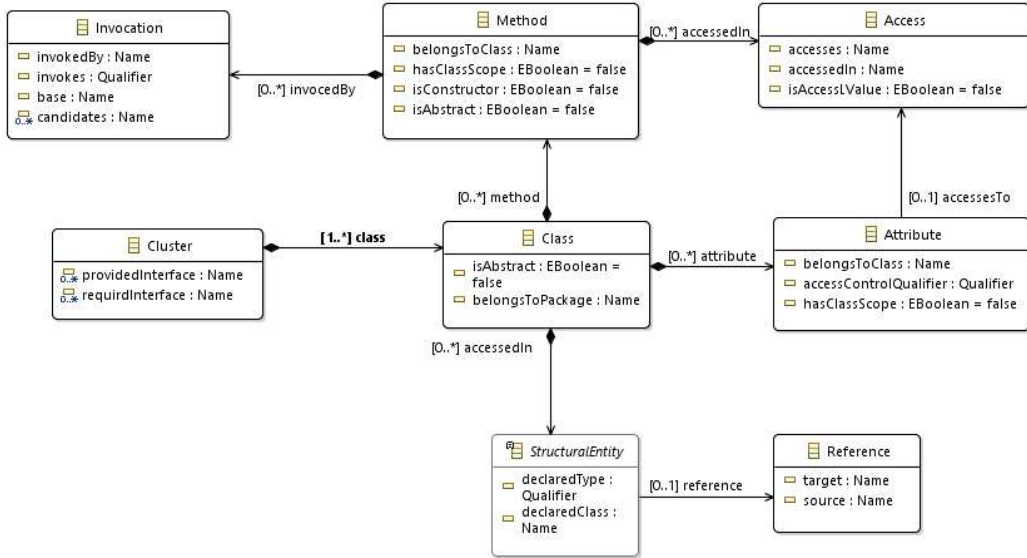 Invocation
invokedBy : Name
invokes : Qualifier
base : Name
0..* candidates : Name
[0..*] invocedBy
Method
belongsToClass : Name
hasClassScope : EBoolean = false
isConstructor : EBoolean = false
isAbstract : EBoolean = false
[0..*] accessedIn
Access
accesses : Name
accessedIn : Name
isAccessLValue : EBoolean = false
[0..*] method
[0..1] accessesTo
Cluster
0..* providedInterface : Name
0..* requirdInterface : Name
[1..*] class
Class
isAbstract : EBoolean =
false
belongsToPackage : Name
[0..*] attribute
Attribute
belongsToClass : Name
accessControlQualifier : Qualifier
hasClassScope : EBoolean = false
[0..*] accessedIn
StructuralEntity
declaredType :
Qualifier
declaredClass :
Name
[0..1] reference
Reference
target : Name
source : Name